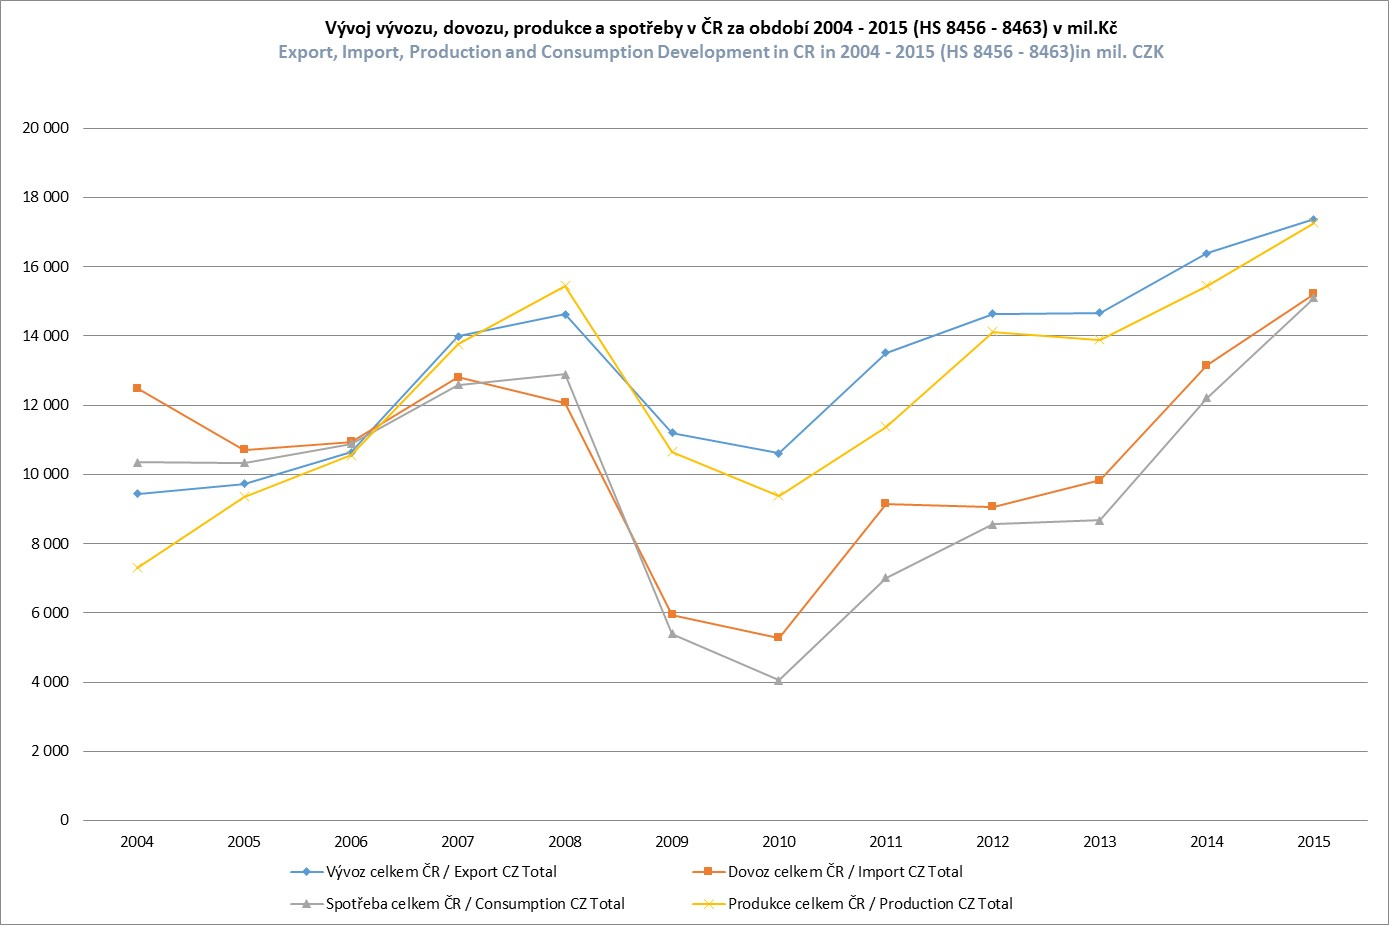 Vývoj vývozu, dovozu, produkce a spotřeby v ČR za období 2004 - 2015 (HS 8456 - 8463) v mil.Kč
Export, Import, Production and Consumption Development in CR in 2004 - 2015 (HS 8456 - 8463)in mil. CZK
20 000
18 000
16 000
14 000
12 000
10 000
8 000
6 000
4 000
2 000
0
2004 2005 2006 2007 2008 2009 2010 2011 2012 2013 2014 2015
Vývoz celkem ČR / Export CZ Total Dovoz celkem ČR / Import CZ Total
Spotřeba celkem ČR / Consumption CZ Total Produkce celkem ČR / Production CZ Total